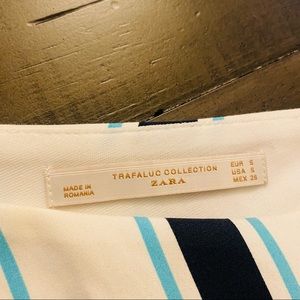 MADE IN
ROMANIA
TRAFALUC COLLECTION
ZARA
EUR S
USA S
MEX 26